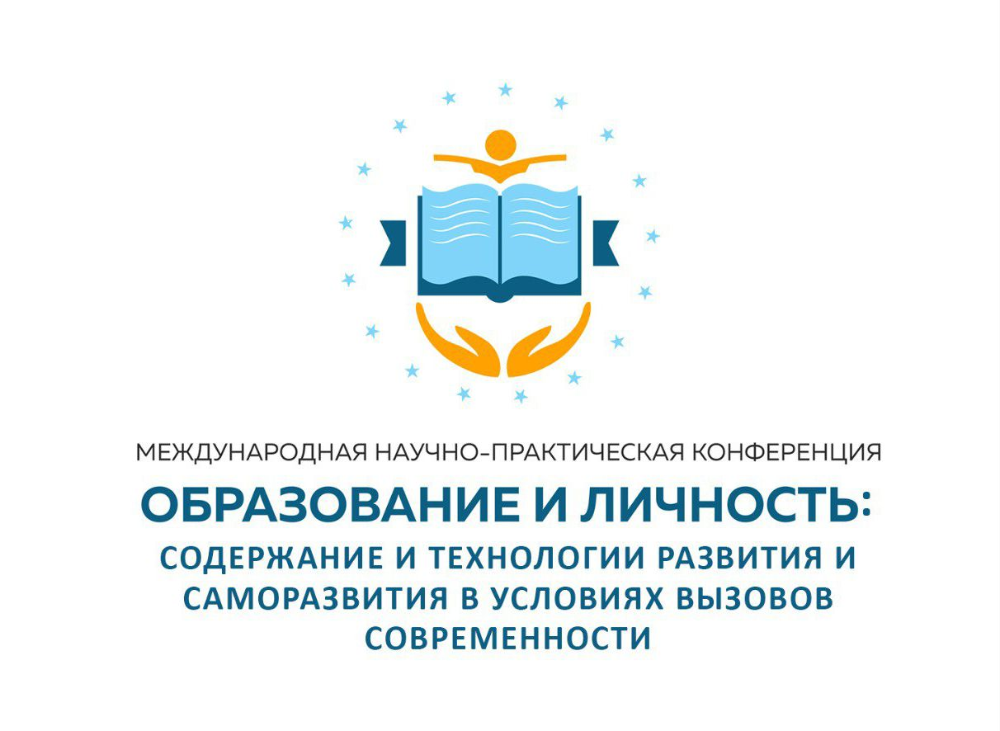 МЕЖДУНАРОДНАЯ НАУЧНО-ПРАКТИЧЕСКАЯ КОНФЕРЕНЦИЯ
ОБРАЗОВАНИЕ И ЛИЧНОСТЬ:
СОДЕРЖАНИЕ И ТЕХНОЛОГИИ РАЗВИТИЯ И
САМОРАЗВИТИЯ В УСЛОВИЯХ ВЫЗОВОВ
СОВРЕМЕННОСТИ